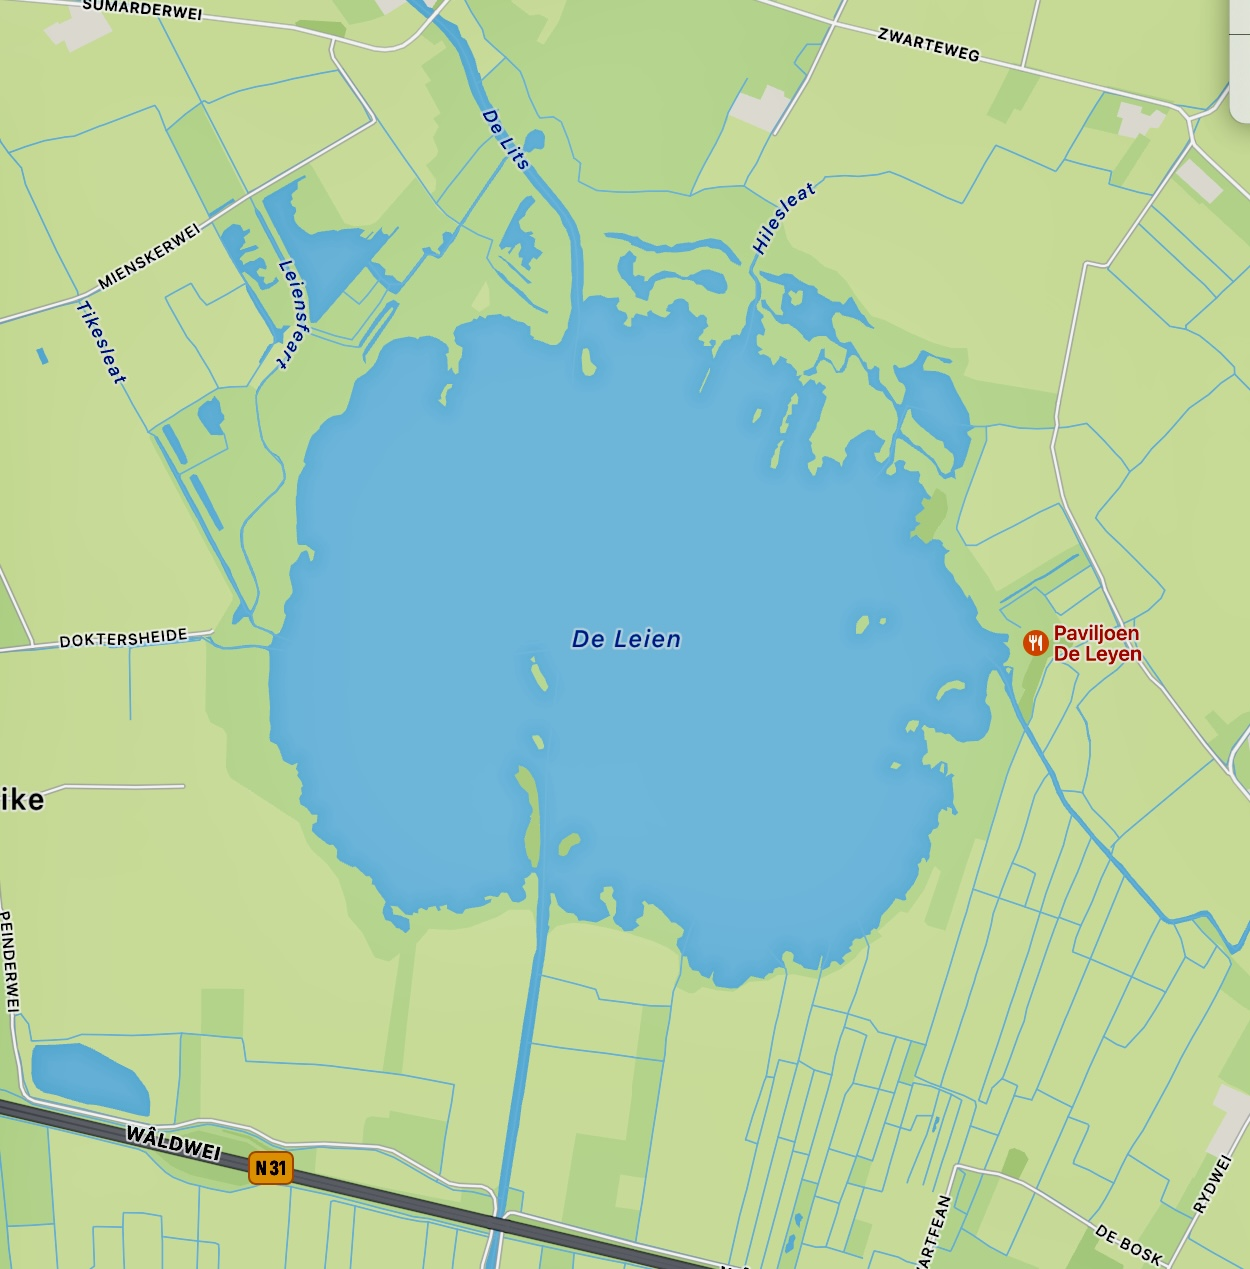 SUMARDERWEI
ZWARTEWEG
De Lits
Hilesleat
MIENSKERWEI
Leiensfeart
Tikesleat
DOKTERSHEIDE
De Leien
Paviljoen
De Leyen
ike
PEINDERWEI
WÂLDWEI
N31
ARTFEAN
DE BOSK
RYDWEI